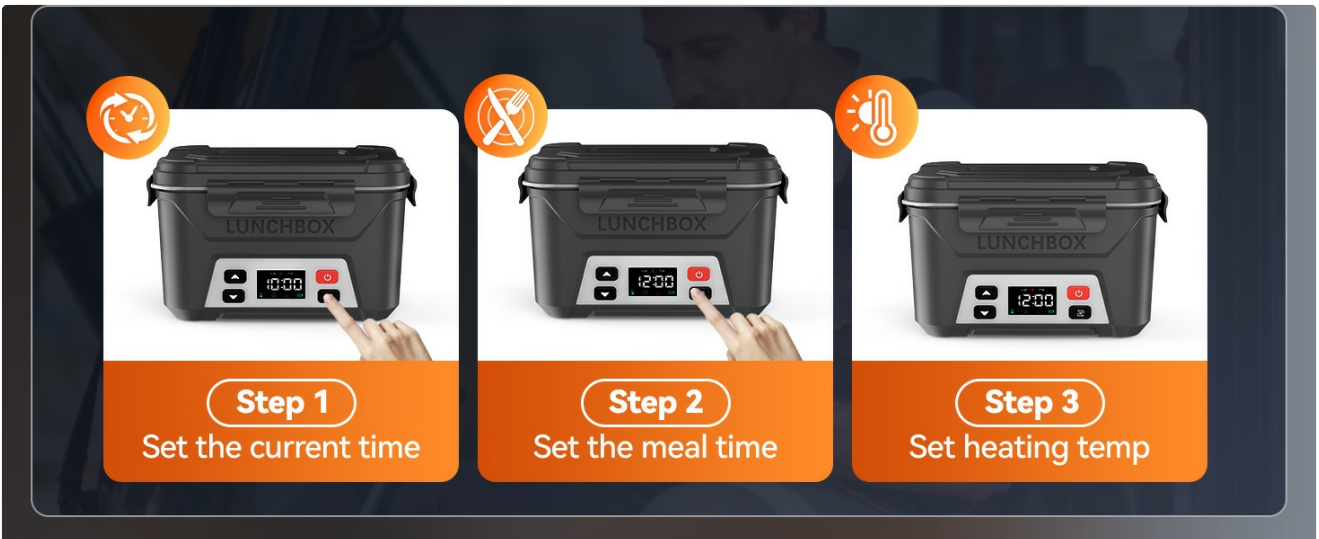 LUNCHBOX
10:00
Step 1
Set the current time
LUNCHBOX
12:00
Step 2
Set the meal time
LUNCHBOX
12:00
Step 3
Set heating temp